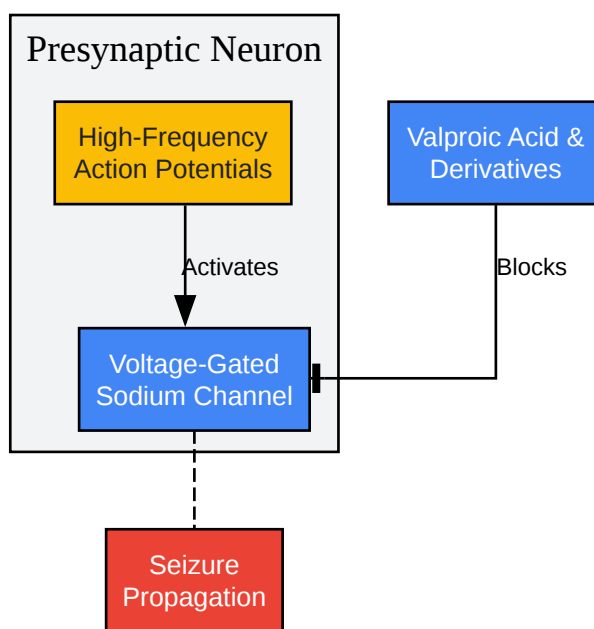 Presynaptic Neuron
High-Frequency
Action Potentials
Valproic Acid &
Derivatives
Activates
Blocks
Voltage-Gated
Sodium Channel
Seizure
Propagation